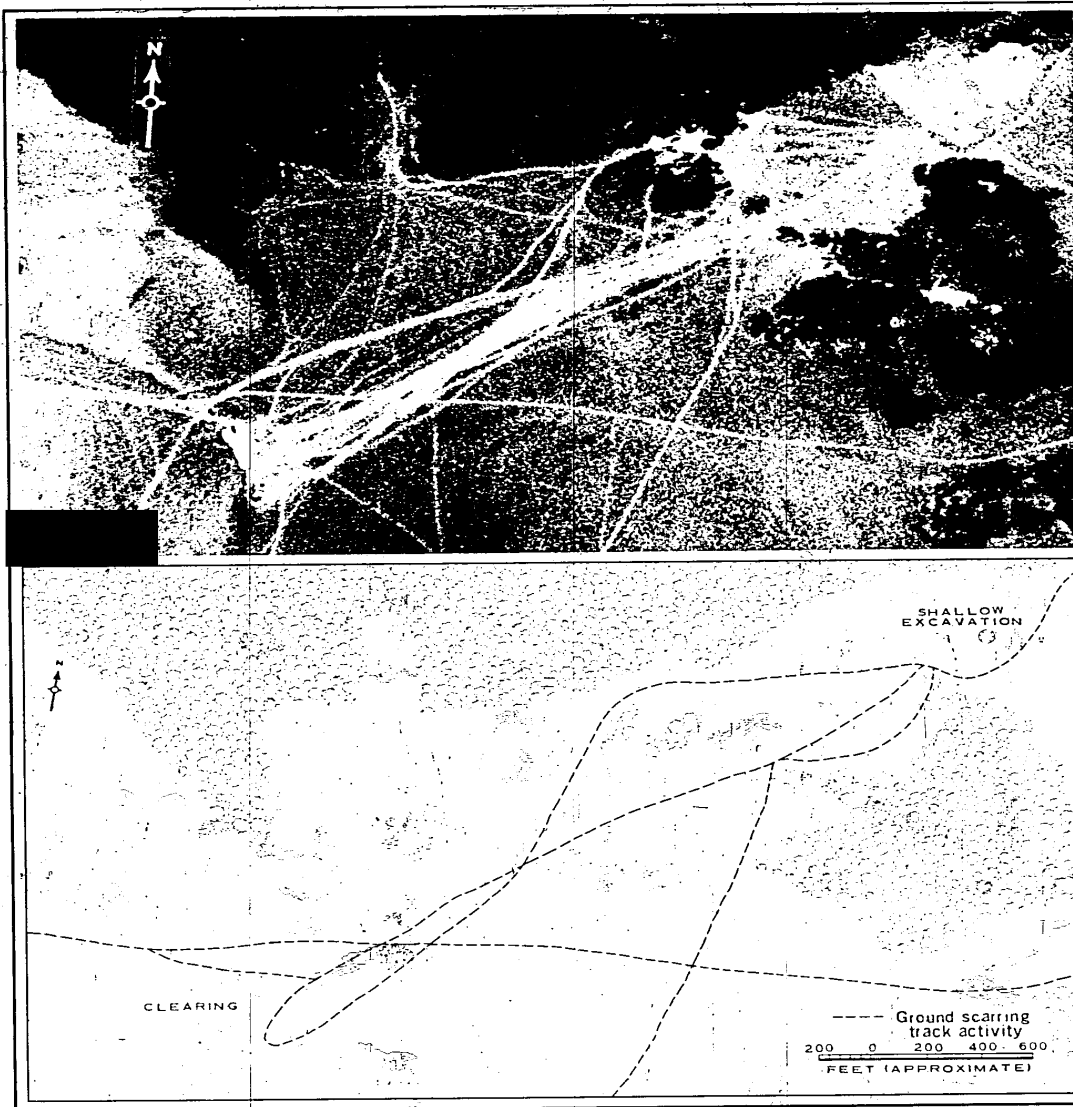 N
N
SHALLOW
EXCAVATION
CLEARING
---- Ground scarring
track activity
200 0 200 400 600
FEET (APPROXIMATE)